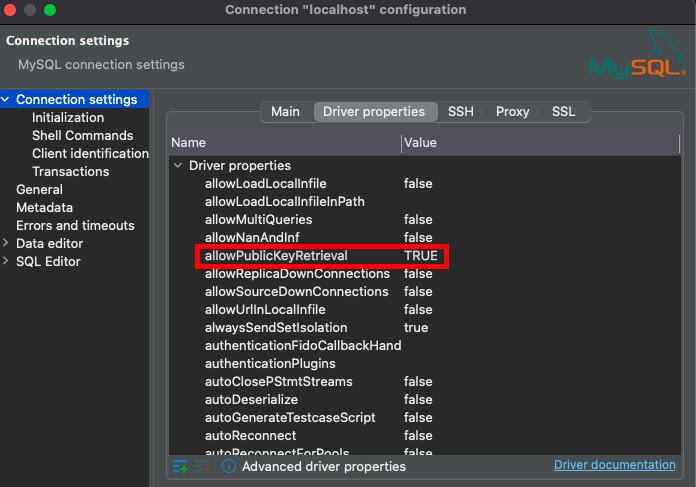 Connection "localhost" configuration
Connection settings
MySQL connection settings
MySQL
Connection settings
Initialization
Shell Commands
Client identification
Transactions
General
Metadata
Errors and timeouts
Data editor
SQL Editor
Main Driver properties SSH Proxy SSL
Name Value
Driver properties
allowLoadLocalInfile false
allowLoadLocalInfileInPath
allowMultiQueries false
allowNanAndInf false
allowPublicKeyRetrieval TRUE
allowReplicaDownConnections false
allowSourceDownConnections false
allowUrlInLocalInfile false
alwaysSendSetIsolation true
authenticationFidoCallbackHand
authenticationPlugins
autoClosePStmtStreams false
autoDeserialize false
autoGenerateTestcaseScript false
autoReconnect false
autoReconnectForPools false
Advanced driver properties Driver documentation